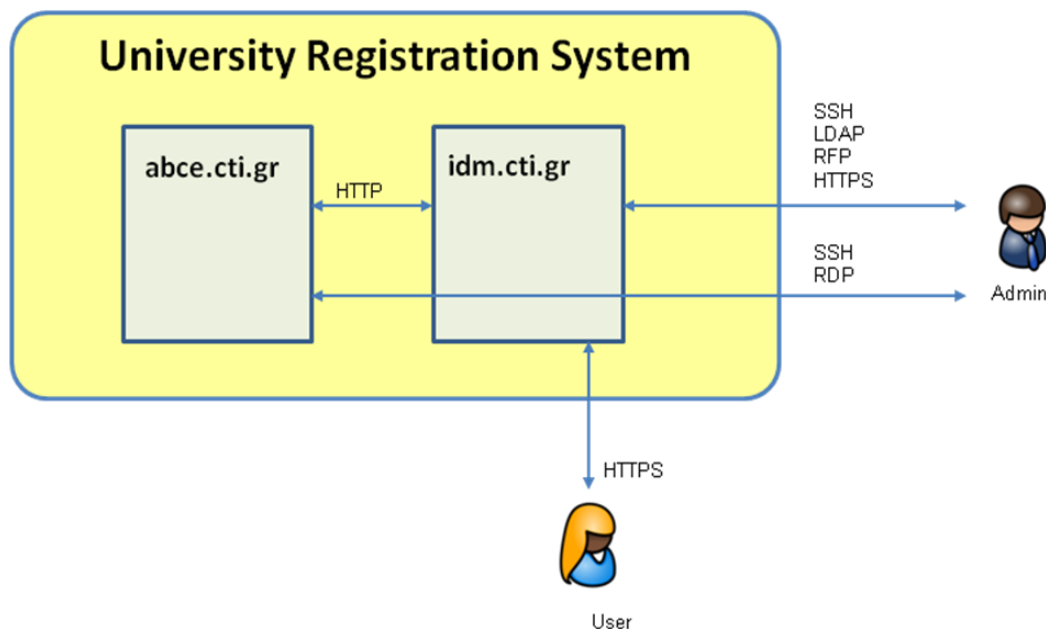 University Registration System
abce.cti.gr
idm.cti.gr
HTTP
SSH
LDAP
RFP
HTTPS
SSH
RDP
Admin
HTTPS
User